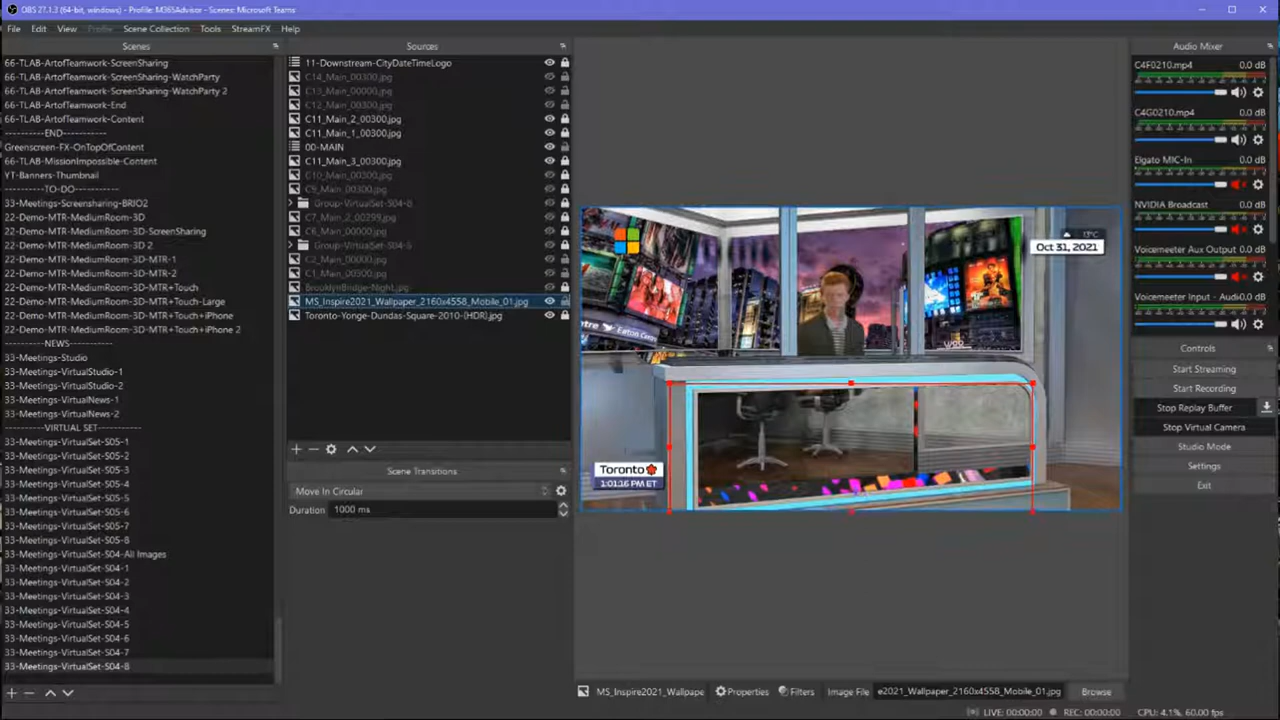 OBS 27.1.3 (64-bit, windows) - Profile: M365Advisor - Scenes: Microsoft Teams
File Edit View Profile Scene Collection Tools StreamFX Help
Scenes
66-TLAB-ArtofTeamwork-ScreenSharing
66-TLAB-ArtofTeamwork-ScreenSharing-WatchParty
66-TLAB-ArtofTeamwork-ScreenSharing-WatchParty 2
66-TLAB-ArtofTeamwork-End
66-TLAB-ArtofTeamwork-Content
----------END----------
Greenscreen-FX-OnTopOfContent
66-TLAB-MissionImpossible-Content
YT-Banners-Thumbnail
----------TO-DO----------
33-Meetings-Screensharing-BRIO2
22-Demo-MTR-MediumRoom-3D
22-Demo-MTR-MediumRoom-3D-ScreenSharing
22-Demo-MTR-MediumRoom-3D 2
22-Demo-MTR-MediumRoom-3D-MTR-1
22-Demo-MTR-MediumRoom-3D-MTR-2
22-Demo-MTR-MediumRoom-3D-MTR+Touch
22-Demo-MTR-MediumRoom-3D-MTR+Touch-Large
22-Demo-MTR-MediumRoom-3D-MTR+Touch+iPhone
22-Demo-MTR-MediumRoom-3D-MTR+Touch+iPhone 2
----------NEWS----------
33-Meetings-Studio
33-Meetings-VirtualStudio-1
33-Meetings-VirtualStudio-2
33-Meetings-VirtualNews-1
33-Meetings-VirtualNews-2
----------VIRTUAL SET----------
33-Meetings-VirtualSet-S05-1
33-Meetings-VirtualSet-S05-2
33-Meetings-VirtualSet-S05-3
33-Meetings-VirtualSet-S05-4
33-Meetings-VirtualSet-S05-5
33-Meetings-VirtualSet-S05-6
33-Meetings-VirtualSet-S05-7
33-Meetings-VirtualSet-S05-8
33-Meetings-VirtualSet-S04-All Images
33-Meetings-VirtualSet-S04-1
33-Meetings-VirtualSet-S04-2
33-Meetings-VirtualSet-S04-3
33-Meetings-VirtualSet-S04-4
33-Meetings-VirtualSet-S04-5
33-Meetings-VirtualSet-S04-6
33-Meetings-VirtualSet-S04-7
33-Meetings-VirtualSet-S04-8
Sources
11-Downstream-CityDateTimeLogo
C14_Main_00300.jpg
C13_Main_00000.jpg
C12_Main_00300.jpg
C11_Main_2_00300.jpg
C11_Main_1_00300.jpg
00-MAIN
C11_Main_3_00300.jpg
C10_Main_00300.jpg
C9_Main_00300.jpg
Group-VirtualSet-S04-8
C7_Main_2_00299.jpg
C6_Main_00000.jpg
Group-VirtualSet-S04-5
C2_Main_00000.jpg
C1_Main_00300.jpg
BrooklynBridge-Night.jpg
MS_Inspire2021_Wallpaper_2160x4558_Mobile_01.jpg
Toronto-Yonge-Dundas-Square-2010-(HDR).jpg
Scene Transitions
Move In Circular
Duration 1000 ms
13°C
Oct 31, 2021
Eaton Cen
Toronto
1:01:16 PM ET
MS_Inspire2021_Wallpape Properties Filters Image File e2021_Wallpaper_2160x4558_Mobile_01.jpg Browse
Audio Mixer
C4F0210.mp4 0.0 dB
C4G0210.mp4 0.0 dB
Elgato MIC-In 0.0 dB
NVIDIA Broadcast 0.0 dB
Voicemeeter Aux Output 0.0 dB
Voicemeeter Input - Audi 0.0 dB
Controls
Start Streaming
Start Recording
Stop Replay Buffer
Stop Virtual Camera
Studio Mode
Settings
Exit
LIVE: 00:00:00 REC: 00:00:00 CPU: 4.1%, 60.00 fps